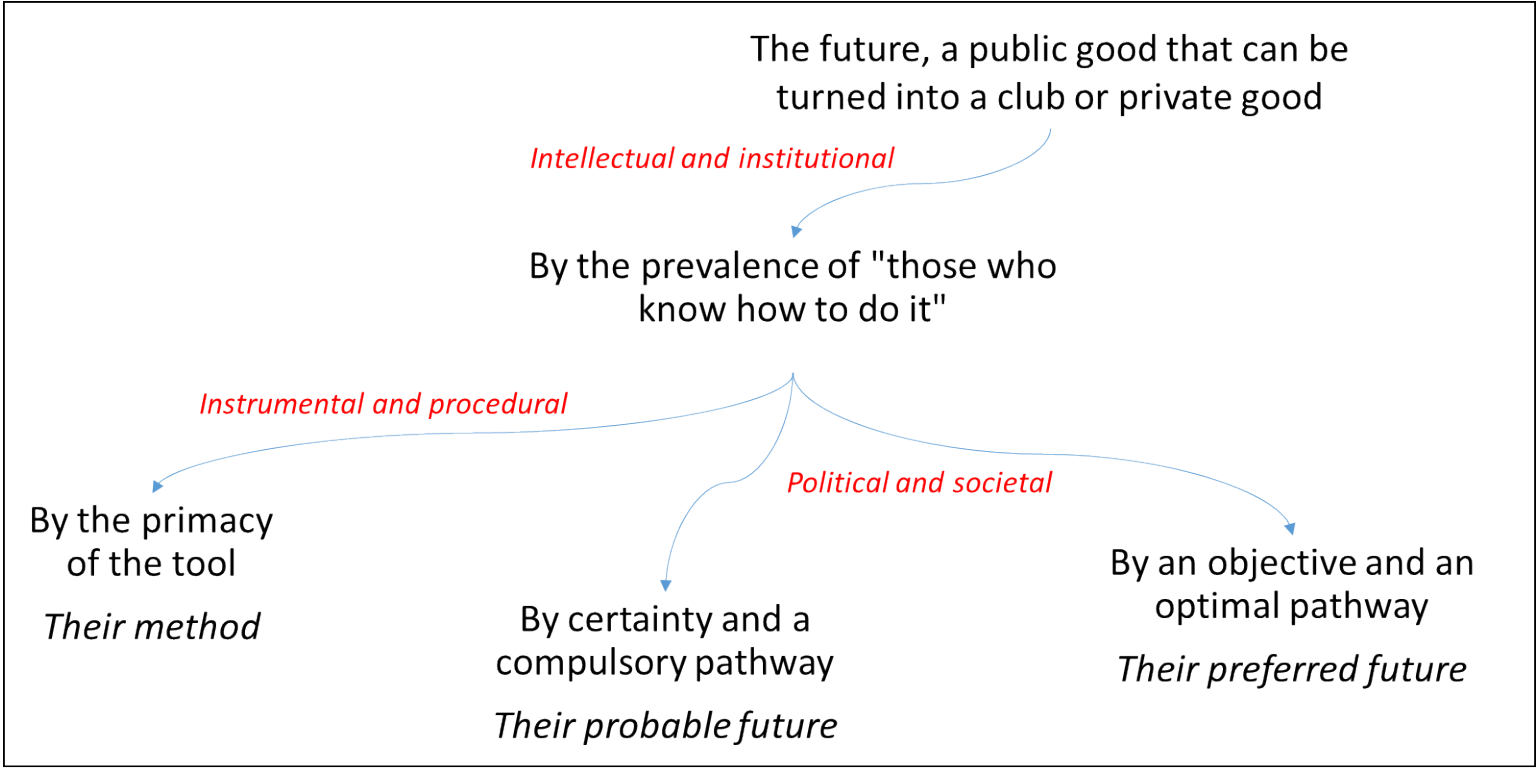 The future, a public good that can be
turned into a club or private good
Intellectual and institutional
By the prevalence of "those who
know how to do it"
Instrumental and procedural
Political and societal
By the primacy
of the tool
Their method
By certainty and a
compulsory pathway
Their probable future
By an objective and an
optimal pathway
Their preferred future